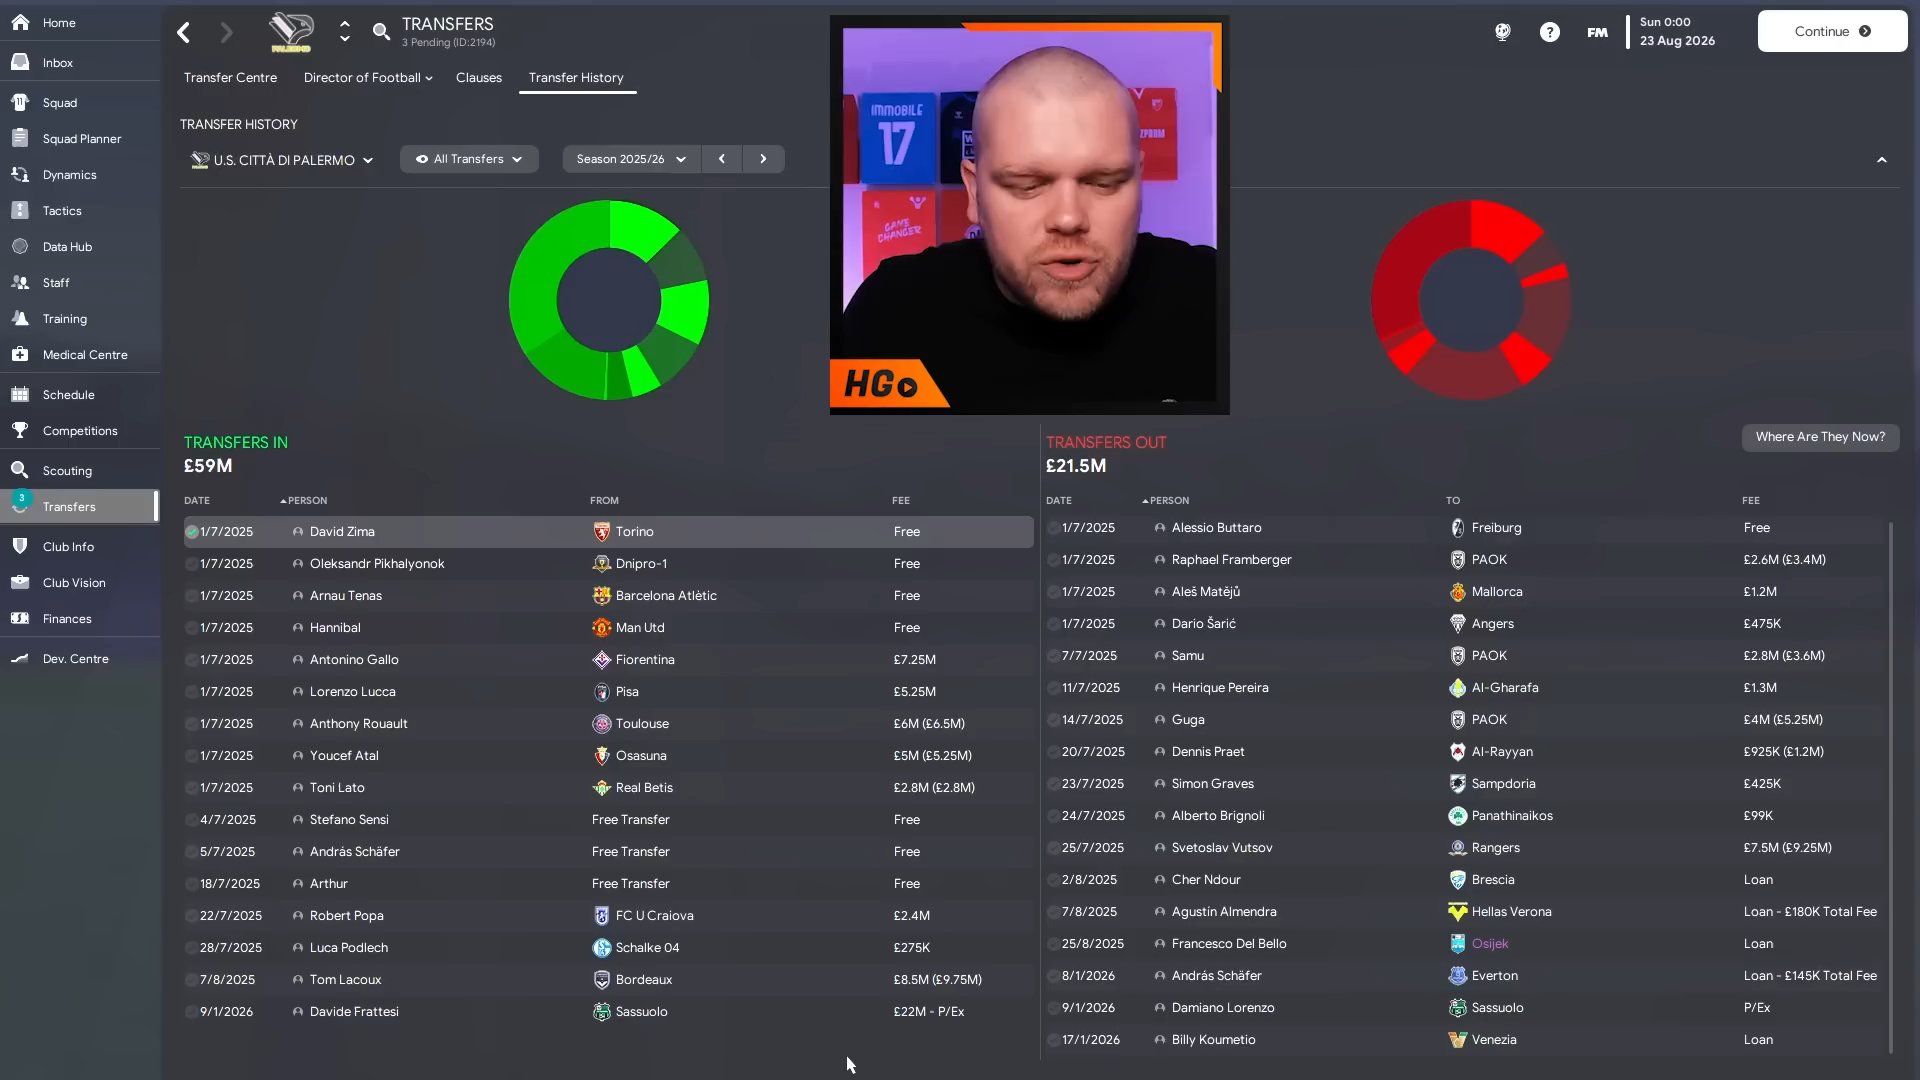 Home
Inbox
Squad
Squad Planner
Dynamics
Tactics
Data Hub
Staff
Training
Medical Centre
Schedule
Competitions
Scouting
3
Transfers
Club Info
Club Vision
Finances
Dev. Centre
PALERMO
TRANSFERS
3 Pending (ID:2194)
FM
Sun 0:00
23 Aug 2026
Continue
Transfer Centre
Director of Football
Clauses
Transfer History
TRANSFER HISTORY
U.S. CITTÀ DI PALERMO
All Transfers
Season 2025/26
IMMOBILE
17
GAME CHANGER
HG
TRANSFERS IN
£59M
DATE PERSON FROM FEE
1/7/2025 David Zima Torino Free
1/7/2025 Oleksandr Pikhalyonok Dnipro-1 Free
1/7/2025 Arnau Tenas Barcelona Atlètic Free
1/7/2025 Hannibal Man Utd Free
1/7/2025 Antonino Gallo Fiorentina £7.25M
1/7/2025 Lorenzo Lucca Pisa £5.25M
1/7/2025 Anthony Rouault Toulouse £6M (£6.5M)
1/7/2025 Youcef Atal Osasuna £5M (£5.25M)
1/7/2025 Toni Lato Real Betis £2.8M (£2.8M)
4/7/2025 Stefano Sensi Free Transfer Free
5/7/2025 András Schäfer Free Transfer Free
18/7/2025 Arthur Free Transfer Free
22/7/2025 Robert Popa FC U Craiova £2.4M
28/7/2025 Luca Podlech Schalke 04 £275K
7/8/2025 Tom Lacoux Bordeaux £8.5M (£9.75M)
9/1/2026 Davide Frattesi Sassuolo £22M - P/Ex
TRANSFERS OUT
£21.5M
Where Are They Now?
DATE PERSON TO FEE
1/7/2025 Alessio Buttaro Freiburg Free
1/7/2025 Raphael Framberger PAOK £2.6M (£3.4M)
1/7/2025 Aleš Matějů Mallorca £1.2M
1/7/2025 Dario Šarić Angers £475K
7/7/2025 Samu PAOK £2.8M (£3.6M)
11/7/2025 Henrique Pereira Al-Gharafa £1.3M
14/7/2025 Guga PAOK £4M (£5.25M)
20/7/2025 Dennis Praet Al-Rayyan £925K (£1.2M)
23/7/2025 Simon Graves Sampdoria £425K
24/7/2025 Alberto Brignoli Panathinaikos £99K
25/7/2025 Svetoslav Vutsov Rangers £7.5M (£9.25M)
2/8/2025 Cher Ndour Brescia Loan
7/8/2025 Agustín Almendra Hellas Verona Loan - £180K Total Fee
25/8/2025 Francesco Del Bello Osijek Loan
8/1/2026 András Schäfer Everton Loan - £145K Total Fee
9/1/2026 Damiano Lorenzo Sassuolo P/Ex
17/1/2026 Billy Koumetio Venezia Loan